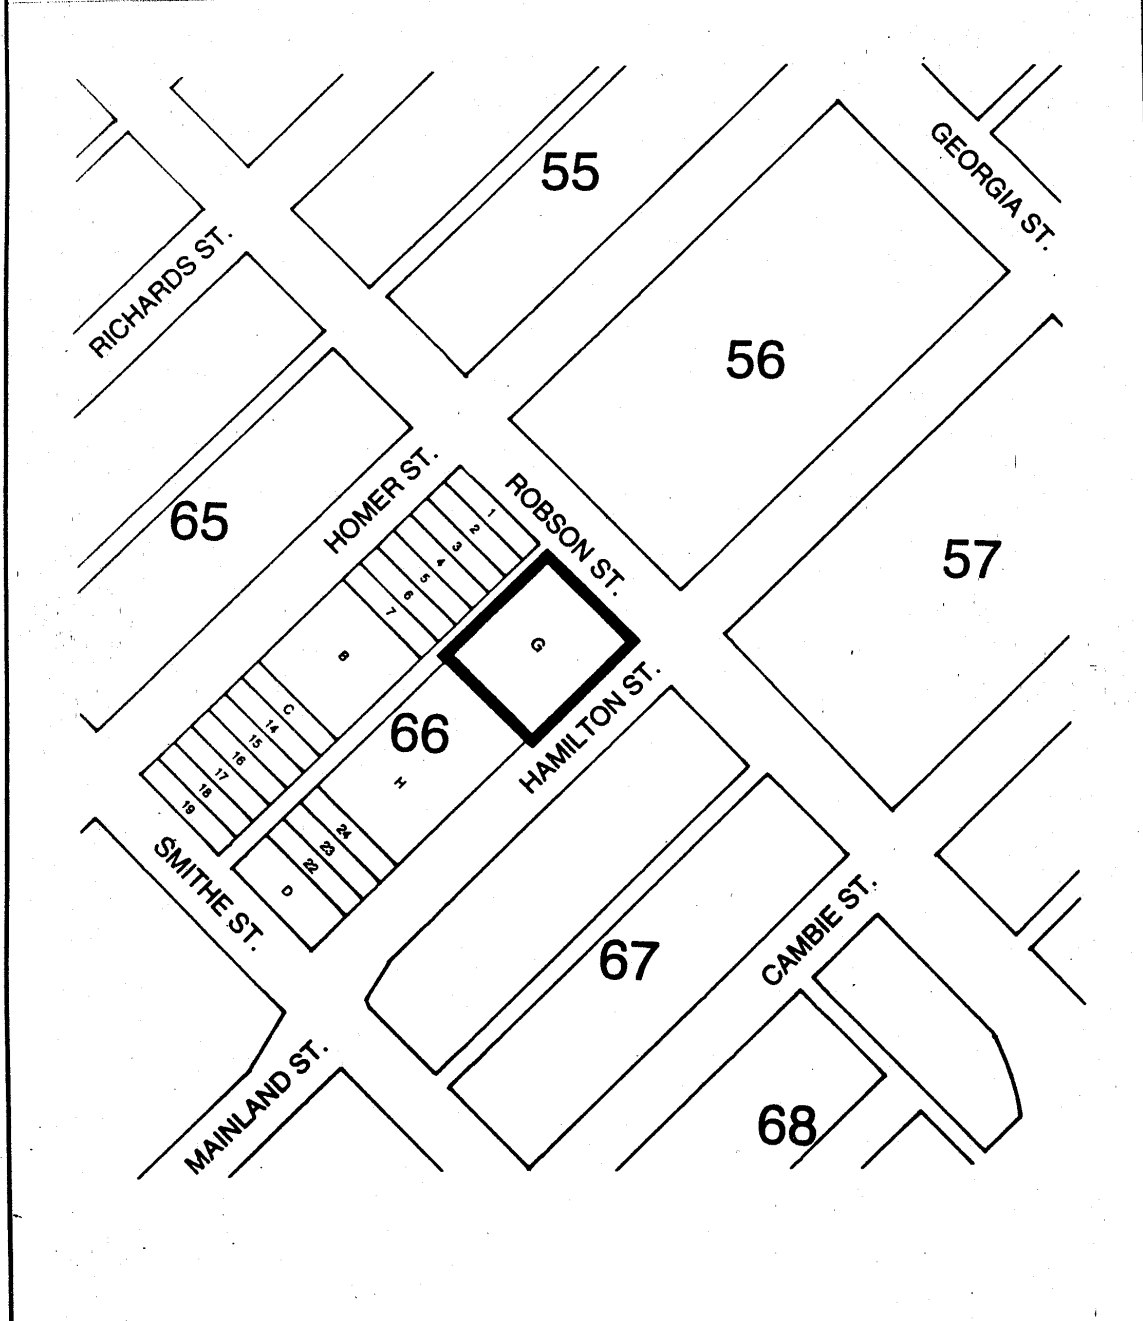 55
GEORGIA ST.
RICHARDS ST.
56
65
HOMER ST.
ROBSON ST.
57
1
2
3
4
5
6
7
B
G
C
14
15
16
17
18
19
66
H
HAMILTON ST.
24
23
22
D
SMITHE ST.
67
CAMBIE ST.
MAINLAND ST.
68